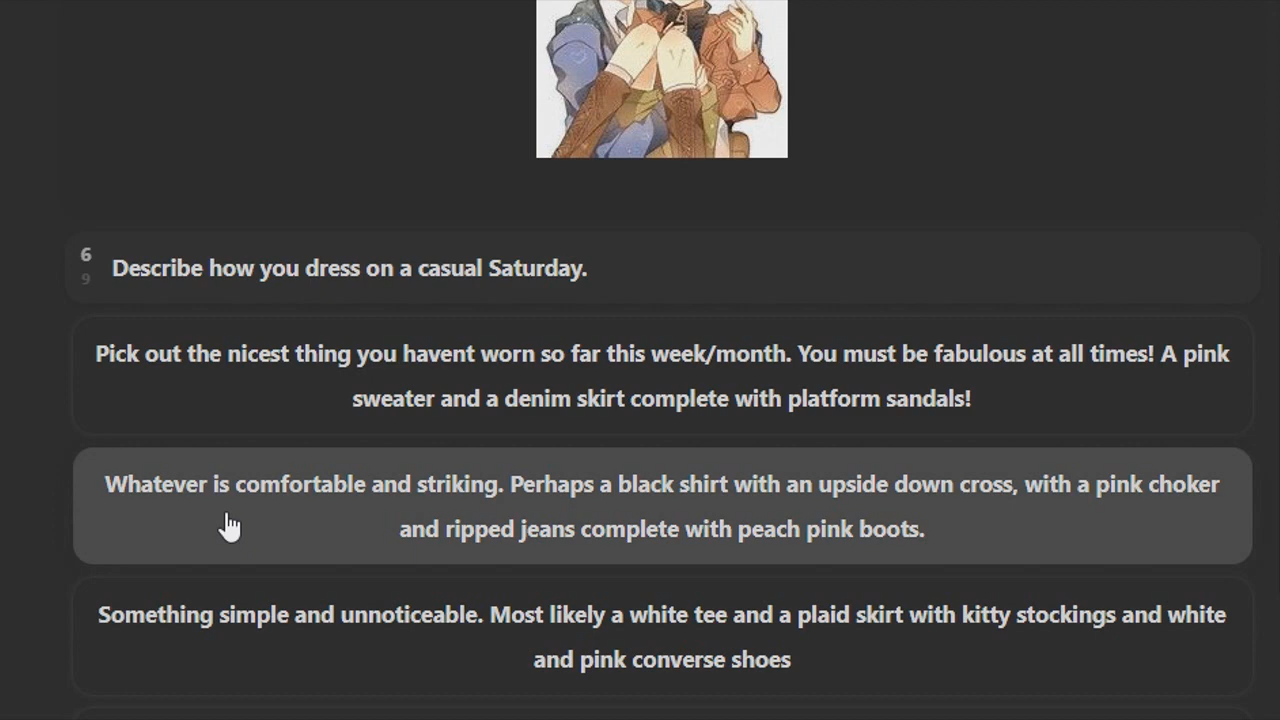 6
9
Describe how you dress on a casual Saturday.
Pick out the nicest thing you havent worn so far this week/month. You must be fabulous at all times! A pink
sweater and a denim skirt complete with platform sandals!
Whatever is comfortable and striking. Perhaps a black shirt with an upside down cross, with a pink choker
and ripped jeans complete with peach pink boots.
Something simple and unnoticeable. Most likely a white tee and a plaid skirt with kitty stockings and white
and pink converse shoes